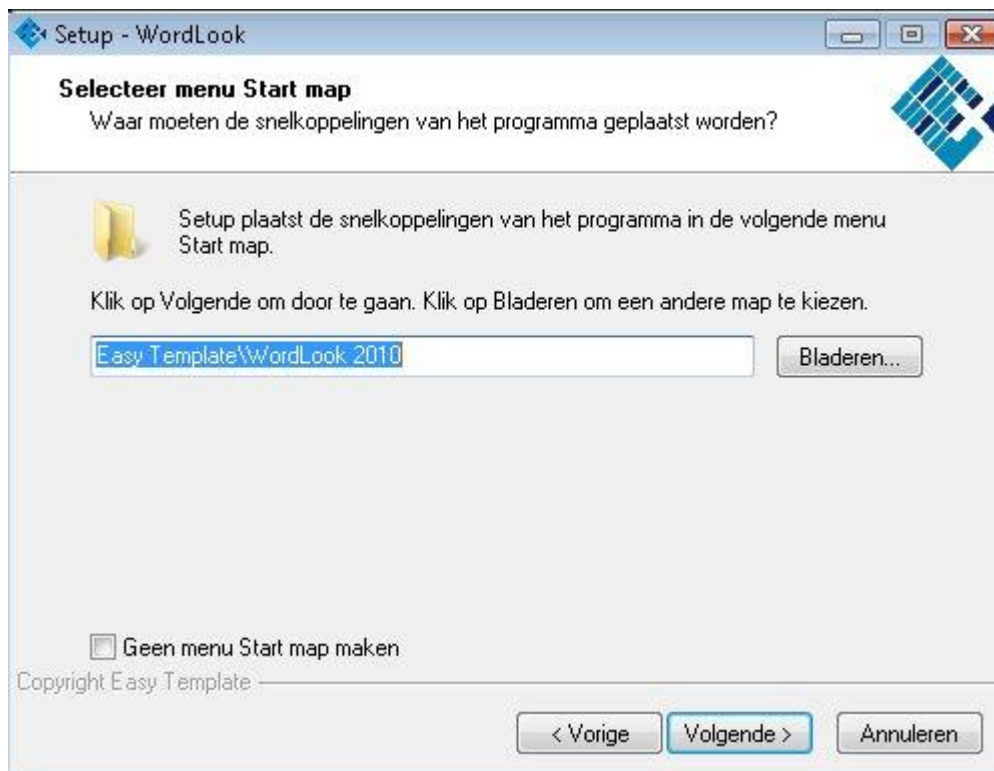 Setup - WordLook
Selecteer menu Start map
Waar moeten de snelkoppelingen van het programma geplaatst worden?
Setup plaatst de snelkoppelingen van het programma in de volgende menu
Start map.
Klik op Volgende om door te gaan. Klik op Bladeren om een andere map te kiezen.
Easy Template\WordLook 2010
Bladeren...
Geen menu Start map maken
Copyright Easy Template
< Vorige
Volgende >
Annuleren